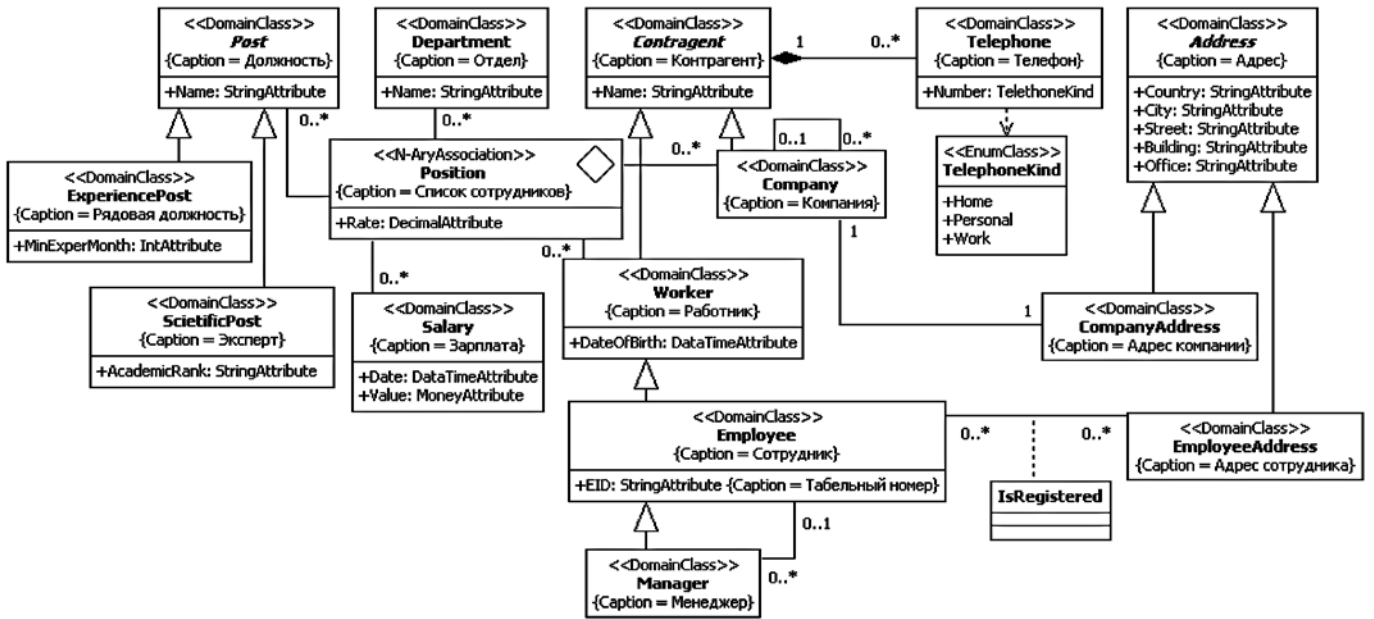 <<DomainClass>>
Post
{Caption = Должность}
+Name: StringAttribute
<<DomainClass>>
Department
{Caption = Отдел}
+Name: StringAttribute
<<DomainClass>>
Contragent
{Caption = Контрагент}
+Name: StringAttribute
1
0..*
<<DomainClass>>
Telephone
{Caption = Телефон}
+Number: TelethoneKind
<<DomainClass>>
Address
{Caption = Адрес}
+Country: StringAttribute
+City: StringAttribute
+Street: StringAttribute
+Building: StringAttribute
+Office: StringAttribute
0..*
0..*
0..*
0..1
0..*
<<DomainClass>>
ExperiencePost
{Caption = Рядовая должность}
+MinExperMonth: IntAttribute
<<N-AryAssociation>>
Position
{Caption = Список сотрудников}
+Rate: DecimalAttribute
<<DomainClass>>
Company
{Caption = Компания}
<<EnumClass>>
TelephoneKind
+Home
+Personal
+Work
1
0..*
0..*
<<DomainClass>>
ScietificPost
{Caption = Эксперт}
+AcademicRank: StringAttribute
<<DomainClass>>
Salary
{Caption = Зарплата}
+Date: DataTimeAttribute
+Value: MoneyAttribute
<<DomainClass>>
Worker
{Caption = Работник}
+DateOfBirth: DataTimeAttribute
1
<<DomainClass>>
CompanyAddress
{Caption = Адрес компании}
<<DomainClass>>
Employee
{Caption = Сотрудник}
+EID: StringAttribute {Caption = Табельный номер}
0..*
0..*
<<DomainClass>>
EmployeeAddress
{Caption = Адрес сотрудника}
IsRegistered
0..1
0..*
<<DomainClass>>
Manager
{Caption = Менеджер}